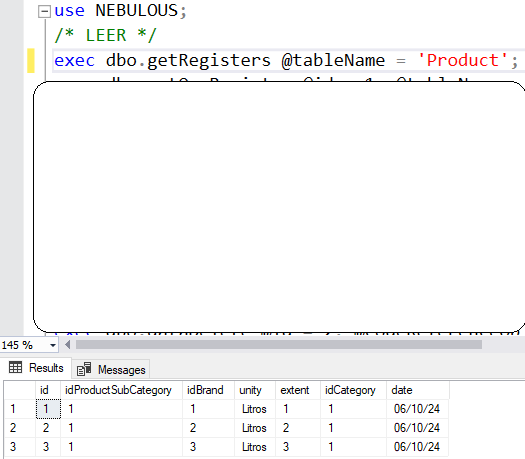 use NEBULOUS;
/* LEER */
exec dbo.getRegisters @tableName = 'Product';
145 %
Results Messages
id idProductSubCategory idBrand unity extent idCategory date
1 1 1 1 Litros 1 1 06/10/24
2 2 1 2 Litros 2 1 06/10/24
3 3 1 3 Litros 3 1 06/10/24